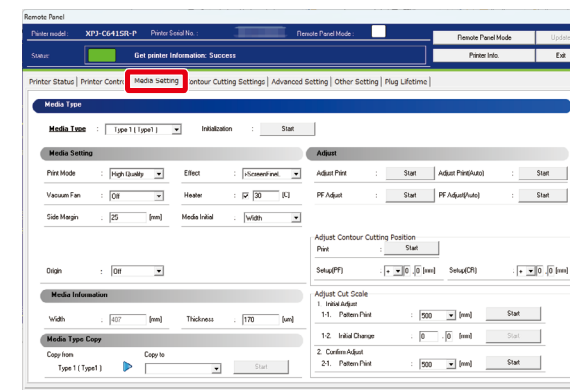 Remote Panel
Printer model : XPJ-C641SR-P Printer Serial No. : Remote Panel Mode :
Remote Panel Mode Update
Status: Get printer Information: Success
Printer Info. Exit
Printer Status | Printer Contr Media Setting Contour Cutting Settings | Advanced Setting | Other Setting | Plug Lifetime |
Media Type
Media Type : Type 1 ( Type1 ) Initialization : Start
Media Setting
Print Mode : High Quality Effect :
Vacuum Fan : Off Heater : 30 [C]
Side Margin : 25 [mm] Media Initial : Width
Origin : Off
Media Information
Width : 407 [mm] Thickness : 170 [um]
Media Type Copy
Copy from Copy to
Type 1 ( Type1 ) Start
Adjust
Adjust Print : Start Adjust Print(Auto) : Start
PF Adjust : Start PF Adjust(Auto) : Start
Adjust Contour Cutting Position
Print : Start
Setup(PF) : + 0 . 0 [mm] Setup(CR) : + 0 . 0 [mm]
Adjust Cut Scale
1. Initial Adjust
1-1. Pattern Print : 500 [mm] Start
1-2. Initial Change : 0 . 0 [mm] Start
2. Confirm Adjust
2-1. Pattern Print : 500 [mm] Start